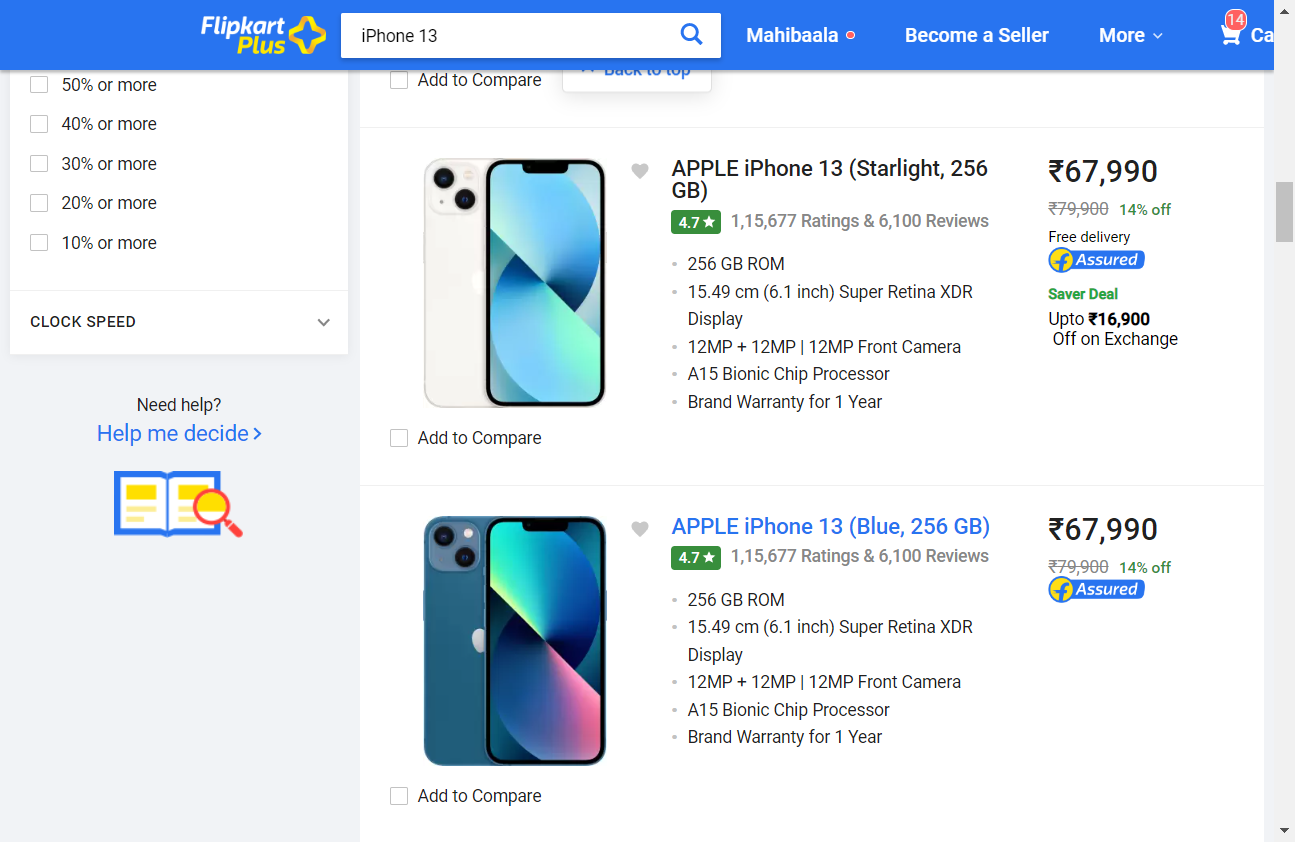 Flipkart
Plus
iPhone 13
Mahibaala
Become a Seller
More
14
Ca
50% or more
40% or more
30% or more
20% or more
10% or more
CLOCK SPEED
Need help?
Help me decide
Add to Compare
Back to top
APPLE iPhone 13 (Starlight, 256
GB)
4.7 ★ 1,15,677 Ratings & 6,100 Reviews
256 GB ROM
15.49 cm (6.1 inch) Super Retina XDR
Display
12MP + 12MP | 12MP Front Camera
A15 Bionic Chip Processor
Brand Warranty for 1 Year
₹67,990
₹79,900 14% off
Free delivery
Assured
Saver Deal
Upto ₹16,900
Off on Exchange
Add to Compare
APPLE iPhone 13 (Blue, 256 GB)
4.7 ★ 1,15,677 Ratings & 6,100 Reviews
256 GB ROM
15.49 cm (6.1 inch) Super Retina XDR
Display
12MP + 12MP | 12MP Front Camera
A15 Bionic Chip Processor
Brand Warranty for 1 Year
₹67,990
₹79,900 14% off
Assured
Add to Compare